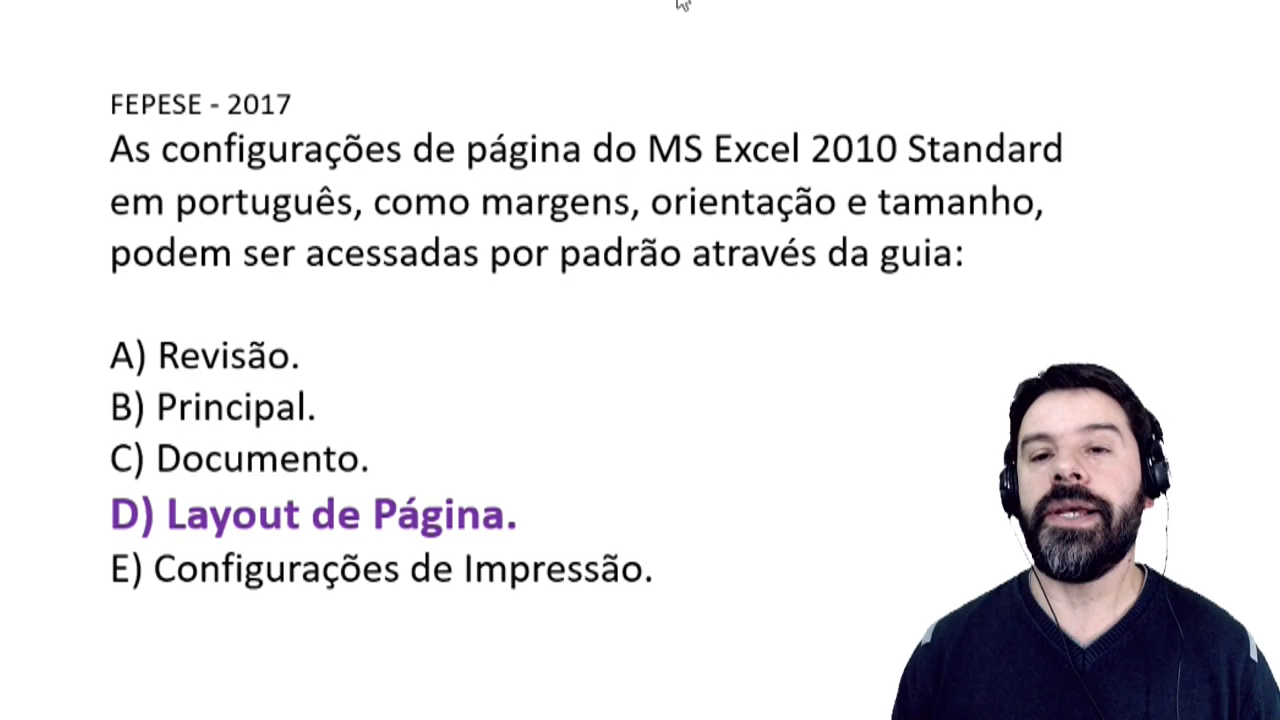 FEPESE - 2017
As configurações de página do MS Excel 2010 Standard
em português, como margens, orientação e tamanho,
podem ser acessadas por padrão através da guia:
A) Revisão.
B) Principal.
C) Documento.
D) Layout de Página.
E) Configurações de Impressão.